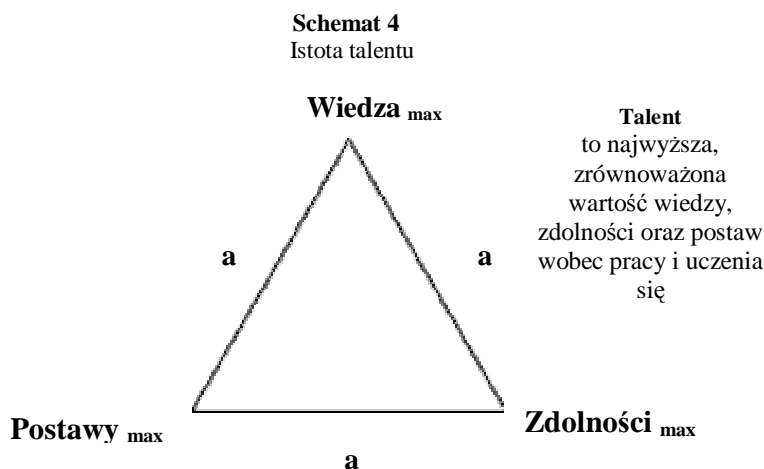 Schemat 4
Istota talentu
Wiedza max
Talent
to najwyższa,
zrównoważona
wartość wiedzy,
zdolności oraz postaw
wobec pracy i uczenia
się
a
a
Postawy max
Zdolności max
a